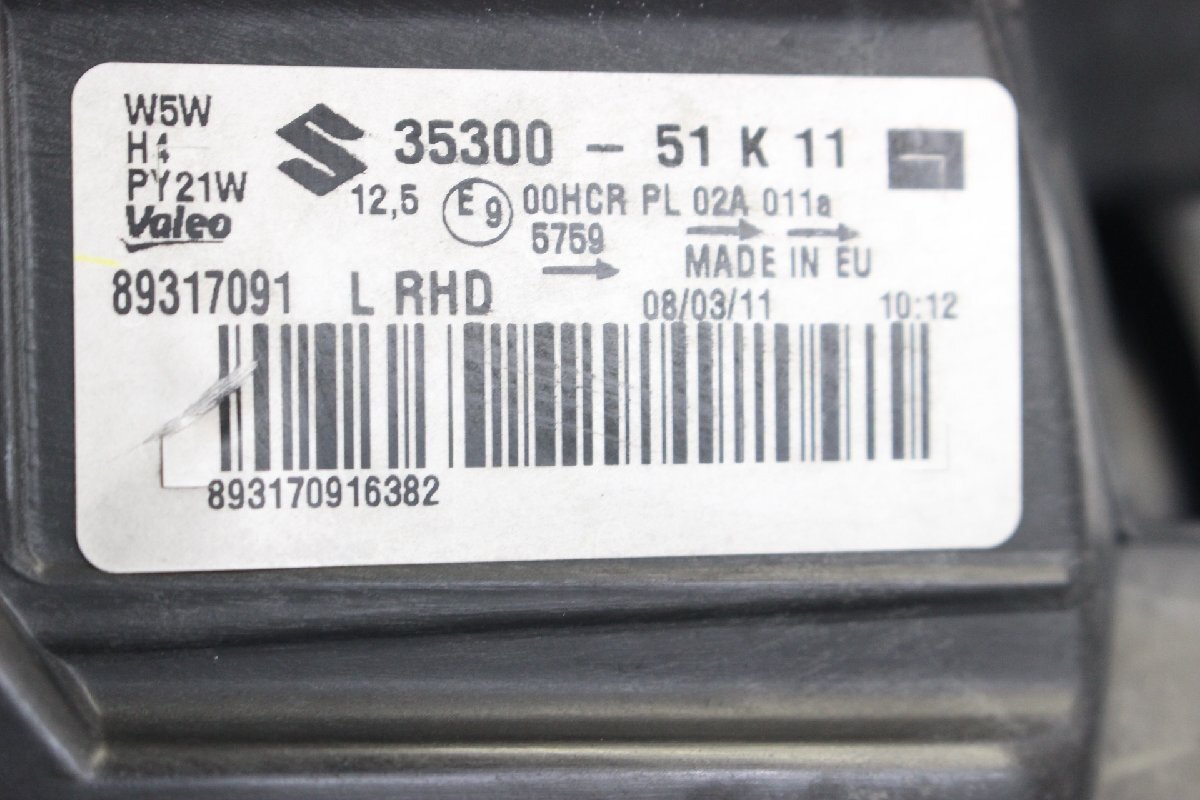 W5W
H4
PY21W
Valeo
35300 - 51 K 11
12,5 E9 00HCR PL 02A 011a
5759
MADE IN EU
89317091 L RHD 08/03/11 10:12
893170916382